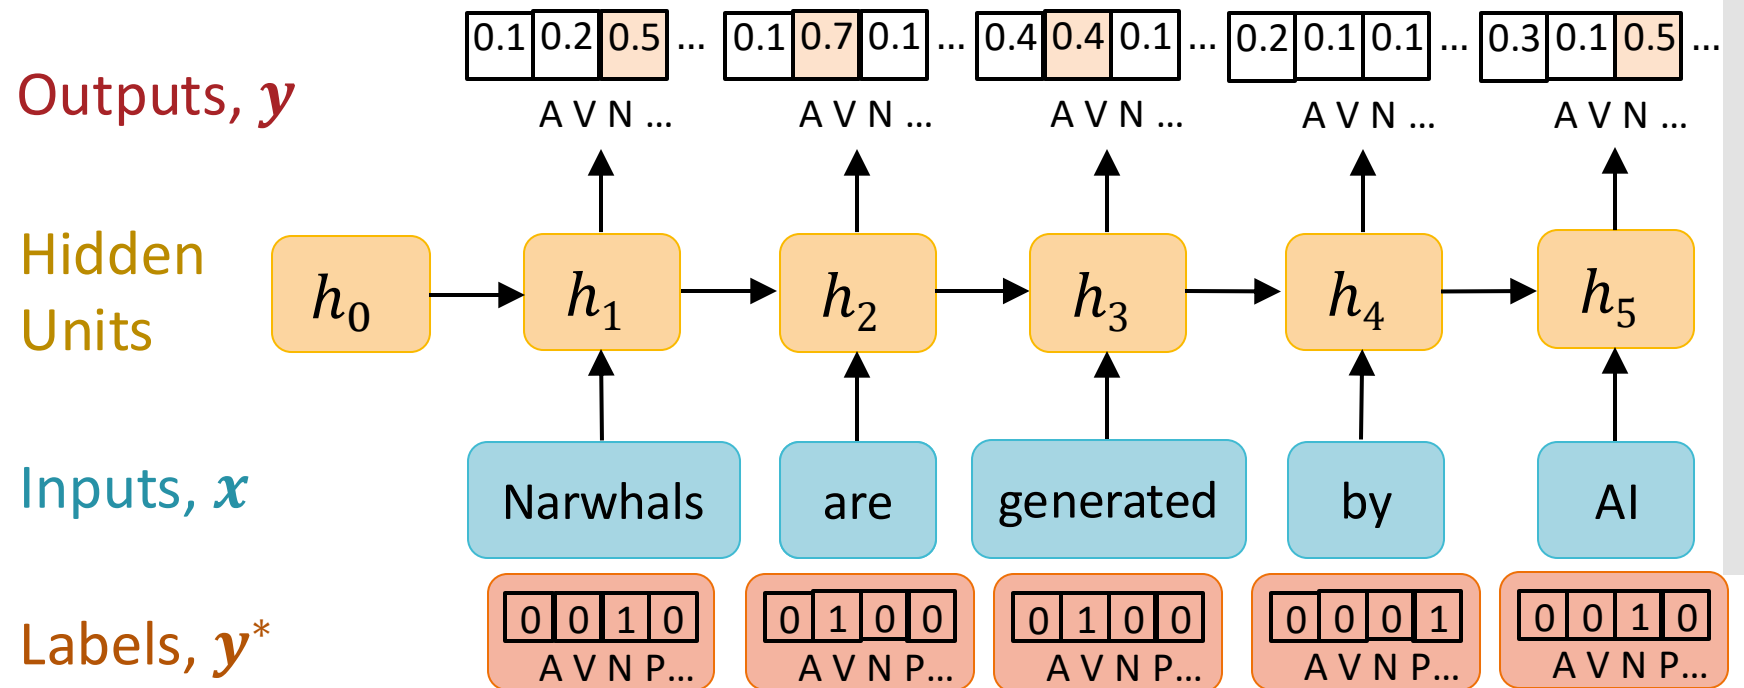 0.1 0.2 0.5 ... 0.1 0.7 0.1 ... 0.4 0.4 0.1 ... 0.2 0.1 0.1 ... 0.3 0.1 0.5 ...
Outputs, y
A V N ... A V N ... A V N ... A V N ... A V N ...
Hidden
Units
h₀ h₁ h₂ h₃ h₄ h₅
Inputs, x
Narwhals are generated by AI
Labels, y*
0 0 1 0 0 1 0 0 0 1 0 0 0 0 0 1 0 0 1 0
A V N P... A V N P... A V N P... A V N P... A V N P...